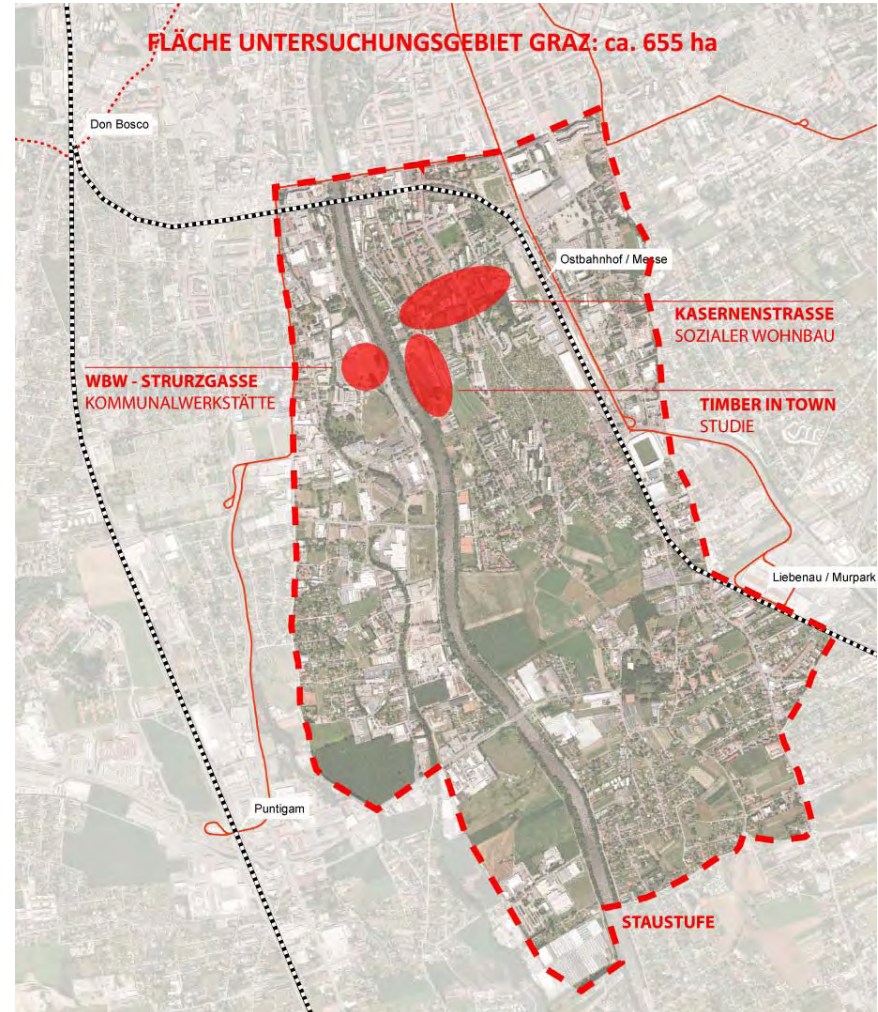 FLÄCHE UNTERSUCHUNGSGEBIET GRAZ: ca. 655 ha
Don Bosco
Ostbahnhof / Messe
KASERNENSTRASSE
SOZIALER WOHNBAU
WBW - STRURZGASSE
KOMMUNALWERKSTÄTTE
TIMBER IN TOWN
STUDIE
Liebenau / Murpark
Puntigam
STAUSTUFE